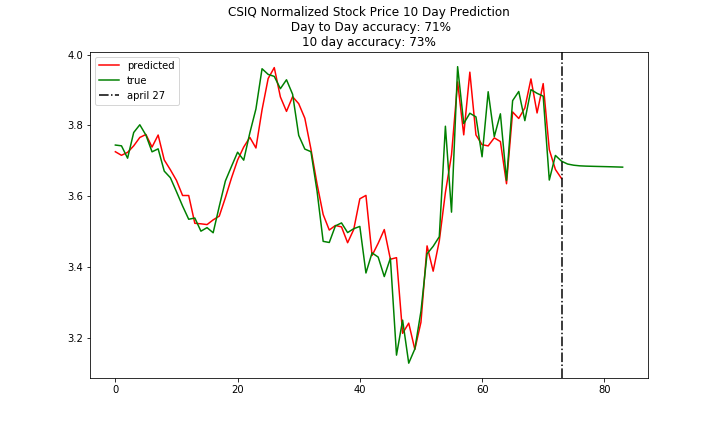 CSIQ Normalized Stock Price 10 Day Prediction
Day to Day accuracy: 71%
10 day accuracy: 73%
predicted
true
april 27
4.0
3.8
3.6
3.4
3.2
0
20
40
60
80